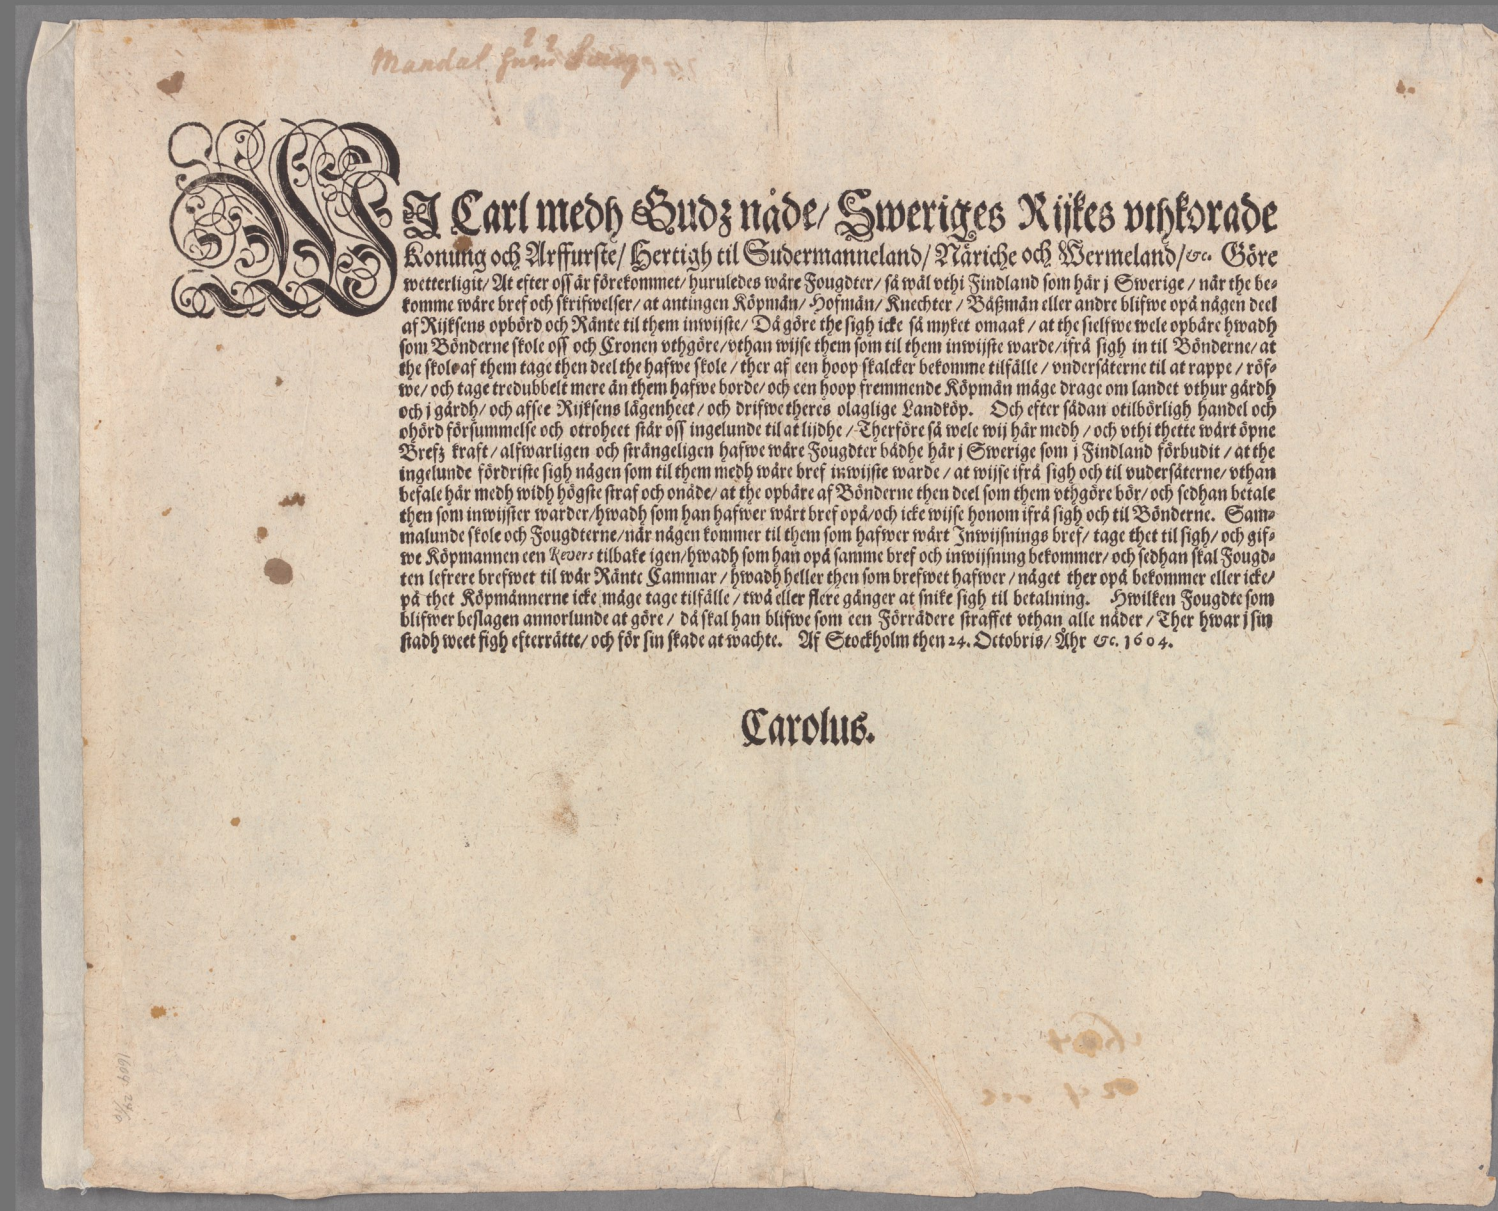 Mandal
WJ Carl medh Gudz nåde/ Sweriges Rijkes vthkorade
Konung och Arffurste/ Hertigh til Sudermanneland/ Näriche och Wermeland/ &c. Göre
wetterligit/ At efter oss är förekommet/ huruledes wåre Fougdter/ så wäl vthi Findland som här j Swerige/ när the be-
komme wåre bref och skrifwelser/ at antingen Köpmän/ Hofmän/ Knechter/ Båßmän eller andre blifwe opå någen deel
af Rijksens opbörd och Ränte til them inwijste/ Då göre the sigh icke så myket omaak/ at the sielfwe wele opbäre hwadh
som Bönderne skole oss och Cronen vthgöre/ vthan wijse them som til them inwijste warde/ ifrå sigh in til Bönderne/ at
the skole af them tage then deel the hafwe skole/ ther af een hoop skalcker bekomme tilfälle/ vndersåterne til at rappe/ röf-
we/ och tage tredubbelt mere än them hafwe borde/ och een hoop fremmende Köpmän måge drage om landet vthur gårdh
och j gårdh/ och affsee Rijksens lägenheet/ och drifwe theres olaglige Landköp. Och efter sådan otilbörligh handel och
ohörd försummelse och otroheet står oss ingelunde til at lijdhe/ Therföre så wele wij här medh/ och vthi thette wårt öpne
Brefz kraft/ alfwarligen och strängeligen hafwe wåre Fougdter bådhe här j Swerige som j Findland förbudit/ at the
ingelunde fördriste sigh någen som til them medh wåre bref inwijste warde/ at wijse ifrå sigh och til vndersåterne/ vthan
befale här medh widh högste straf och onåde/ at the opbäre af Bönderne then deel som them vthgöre bör/ och sedhan betale
then som inwijster warder/ hwadh som han hafwer wårt bref opå/ och icke wijse honom ifrå sigh och til Bönderne. Sam-
malunde skole och Fougdterne/ när någen kommer til them som hafwer wårt Inwijsnings bref/ tage thet til sigh/ och gif-
we Köpmannen een Revers tilbake igen/ hwadh som han opå samme bref och inwijsning bekommer/ och sedhan skal Fougd-
ten lefrere brefwet til wår Ränte Cammar/ hwadh heller then som brefwet hafwer/ något ther opå bekommer eller icke/
på thet Köpmännerne icke måge tage tilfälle/ twå eller flere gånger at snike sigh til betalning. Hwilken Fougdte som
blifwer beslagen annorlunde at göre/ då skal han blifwe som een Förrädere straffet vthan alle nåder/ Ther hwar j sin
stadh weet sigh efterrätte/ och för sin skade at wachte. Af Stockholm then 24. Octobris/ Åhr &c. 1604.
Carolus.
1604 24/10